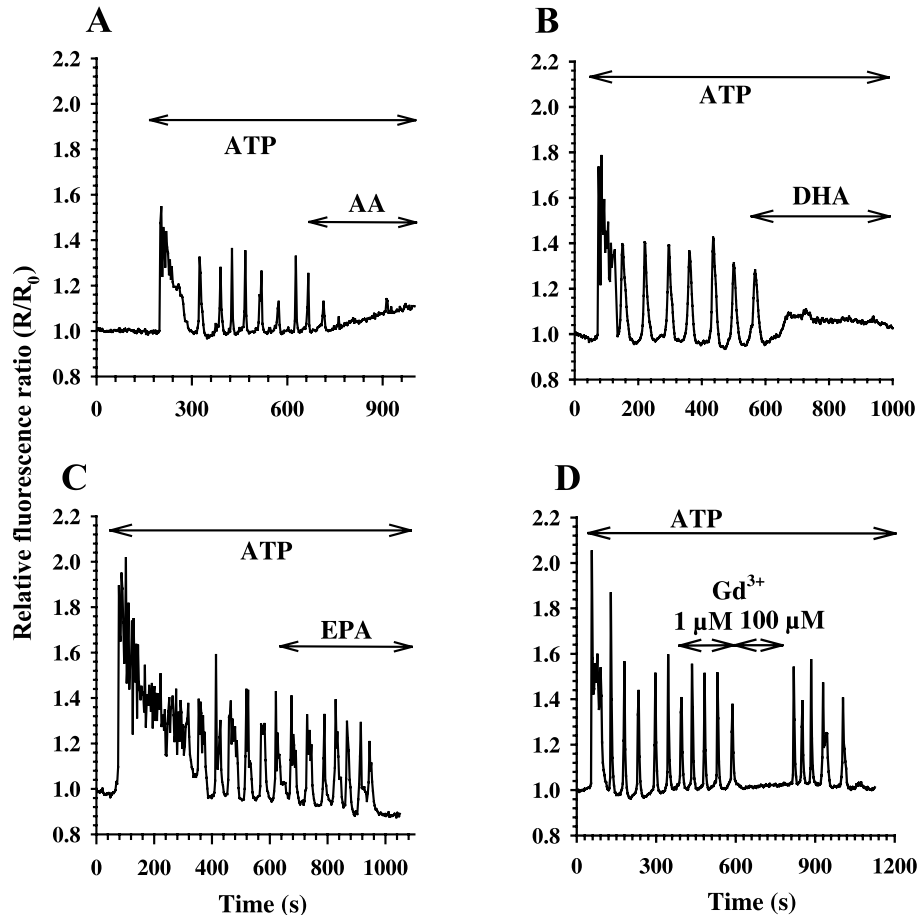 A
2.2
2.0
1.8
1.6
1.4
1.2
1.0
0.8
ATP
AA
0 300 600 900
B
2.2
2.0
1.8
1.6
1.4
1.2
1.0
0.8
ATP
DHA
0 200 400 600 800 1000
Relative fluorescence ratio (R/R0)
C
2.2
2.0
1.8
1.6
1.4
1.2
1.0
0.8
ATP
EPA
0 200 400 600 800 1000
Time (s)
D
2.2
2.0
1.8
1.6
1.4
1.2
1.0
0.8
ATP
Gd3+
1 μM 100 μM
0 300 600 900 1200
Time (s)